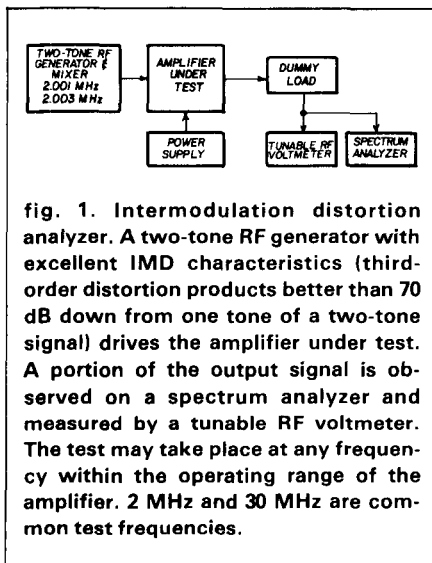 TWO-TONE RF
GENERATOR &
MIXER
2.001 MHz
2.003 MHz
AMPLIFIER
UNDER
TEST
DUMMY
LOAD
POWER
SUPPLY
TUNABLE RF
VOLTMETER
SPECTRUM
ANALYZER
fig. 1. Intermodulation distortion
analyzer. A two-tone RF generator with
excellent IMD characteristics (third-
order distortion products better than 70
dB down from one tone of a two-tone
signal) drives the amplifier under test.
A portion of the output signal is ob-
served on a spectrum analyzer and
measured by a tunable RF voltmeter.
The test may take place at any frequen-
cy within the operating range of the
amplifier. 2 MHz and 30 MHz are com-
mon test frequencies.